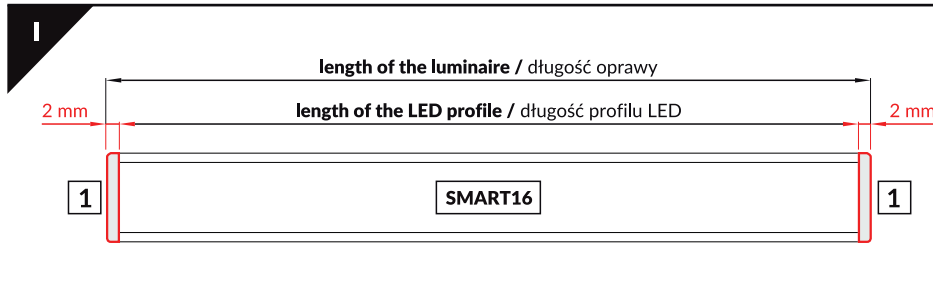 I
length of the luminaire / długość oprawy
2 mm length of the LED profile / długość profilu LED 2 mm
1 SMART16 1